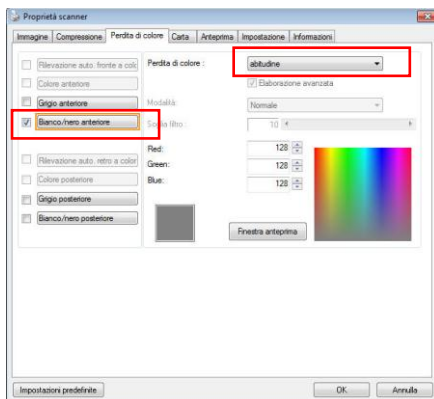 Proprietà scanner
Immagine Compressione Perdita di colore Carta Anteprima Impostazione Informazioni
Rilevazione auto. fronte a colo
Perdita di colore :
abitudine
Colore anteriore
Elaborazione avanzata
Grigio anteriore
Modalità:
Normale
Bianco/nero anteriore
Soglia filtro :
10
Red:
128
Rilevazione auto. retro a color
Green:
128
Colore posteriore
Blue:
128
Grigio posteriore
Bianco/nero posteriore
Finestra anteprima
Impostazioni predefinite
OK
Annulla